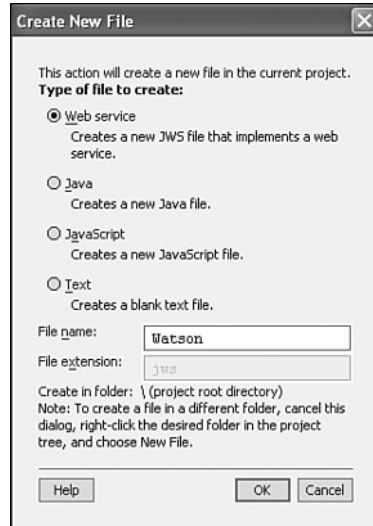 Create New File
This action will create a new file in the current project.
Type of file to create:
Web service
Creates a new JWS file that implements a web
service.
Java
Creates a new Java file.
JavaScript
Creates a new JavaScript file.
Text
Creates a blank text file.
File name: Watson
File extension: jws
Create in folder: \ (project root directory)
Note: To create a file in a different folder, cancel this
dialog, right-click the desired folder in the project
tree, and choose New File.
Help OK Cancel